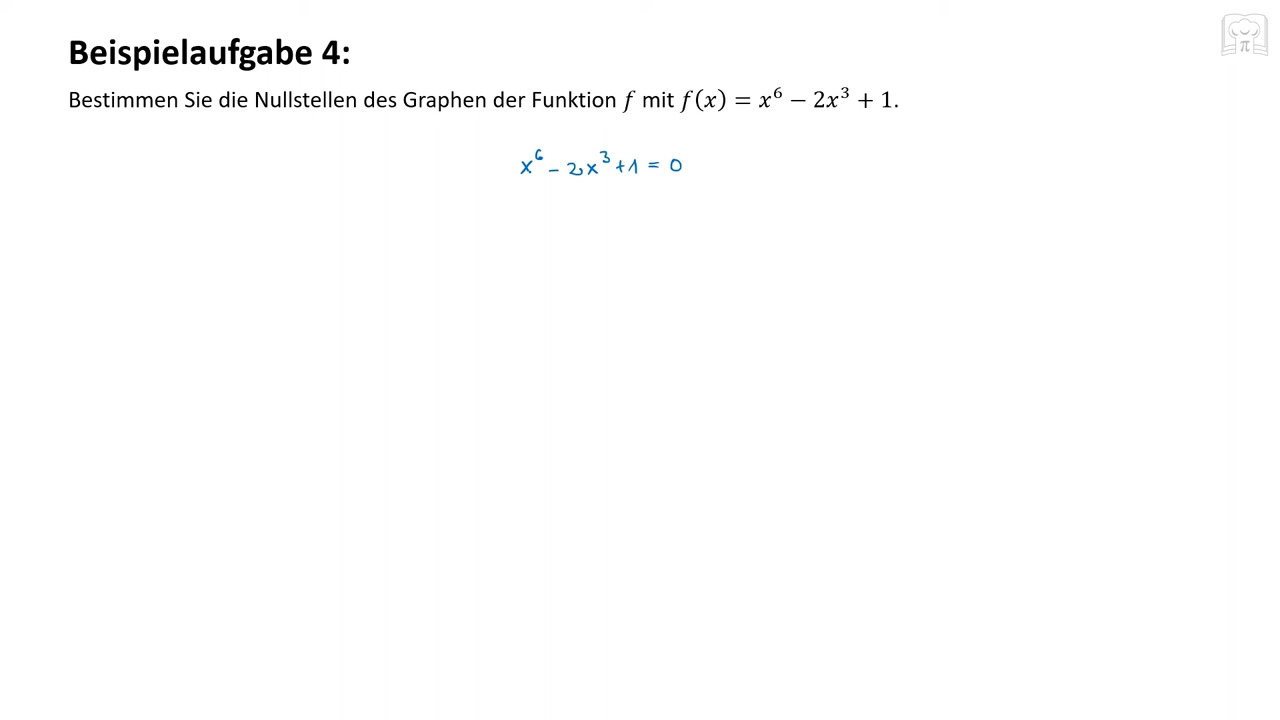 Beispielaufgabe 4:
Bestimmen Sie die Nullstellen des Graphen der Funktion f mit f(x) = x⁶ − 2x³ + 1.
x⁶ − 2x³ + 1 = 0
π